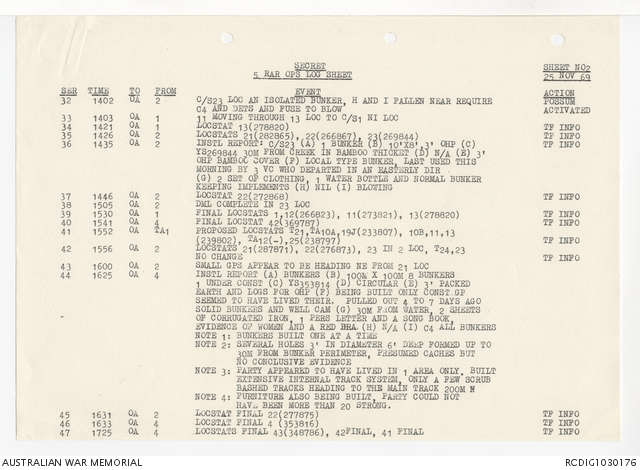 SECRET
5 RAR OPS LOG SHEET
SHEET NO2
25 NOV 69
SER TIME TO FROM EVENT ACTION
32 1402 OA 2 C/S23 LOC AN ISOLATED BUNKER, H AND I FALLEN NEAR REQUIRE POSSUM
C4 AND DETS AND FUSE TO BLOW ACTIVATED
33 1403 OA 1 11 MOVING THROUGH 13 LOC TO C/S1 NI LOC
34 1421 OA 1 LOCSTAT 13(278820) TF INFO
35 1426 OA 2 LOCSTATS 21(282865), 22(266867), 23(269844) TF INFO
36 1435 OA 2 INSTL REPORT: C/S23 (A) 1 BUNKER (B) 10'X8', 3' OHP (C) TF INFO
YS269844 30M FROM CREEK IN BAMBOO THICKET (D) N/A (E) 3'
OHP BAMBOO COVER (F) LOCAL TYPE BUNKER, LAST USED THIS
MORNING BY 3 VC WHO DEPARTED IN AN EASTERLY DIR
(G) 2 SET OF CLOTHING, 1 WATER BOTTLE AND NORMAL BUNKER
KEEPING IMPLEMENTS (H) NIL (I) BLOWING
37 1446 OA 2 LOCSTAT 22(272868) TF INFO
38 1505 OA 2 DML COMPLETE IN 23 LOC
39 1530 OA 1 FINAL LOCSTATS 1,12(266823), 11(273821), 13(278820) TF INFO
40 1541 OA 4 FINAL LOCSTAT 42(369787) TF INFO
41 1552 OA TA1 PROPOSED LOCSTATS T21,TA10A,19J(233807), 10B,11,13
(239802), TA12(-),25(238797) TF INFO
42 1556 OA 2 LOCSTATS 21(287871), 22(276873), 23 IN 2 LOC, T24,23
NO CHANGE TF INFO
43 1600 OA 2 SMALL GPS APPEAR TO BE HEADING NE FROM 21 LOC
44 1625 OA 4 INSTL REPORT (A) BUNKERS (B) 100M X 100M 8 BUNKERS TF INFO
1 UNDER CONST (C) YS353814 (D) CIRCULAR (E) 3' PACKED
EARTH AND LOGS FOR OHP (F) BEING BUILT ONLY CONST GP
SEEMED TO HAVE LIVED THEIR. PULLED OUT 4 TO 7 DAYS AGO
SOLID BUNKERS AND WELL CAM (G) 30M FROM WATER, 2 SHEETS
OF CORRUGATED IRON, 1 PERS LETTER AND A SONG BOOK,
EVIDENCE OF WOMEN AND A RED BRA (H) N/A (I) C4 ALL BUNKERS
NOTE 1: BUNKERS BUILT ONE AT A TIME
NOTE 2: SEVERAL HOLES 3' IN DIAMETER 6' DEEP FORMED UP TO
30M FROM BUNKER PERIMETER, PRESUMED CACHES BUT
NO CONCLUSIVE EVIDENCE
NOTE 3: PARTY APPEARED TO HAVE LIVED IN 1 AREA ONLY, BUILT
EXTENSIVE INTERNAL TRACK SYSTEM, ONLY A FEW SCRUB
BASHED TRACKS HEADING TO THE MAIN TRACK 200M N
NOTE 4: FURNITURE ALSO BEING BUILT, PARTY COULD NOT
HAVE BEEN MORE THAN 20 STRONG.
45 1631 OA 2 LOCSTAT FINAL 22(277875) TF INFO
46 1633 OA 4 LOCSTAT FINAL 4 (353816) TF INFO
47 1725 OA 4 LOCSTATS FINAL 43(348786), 42FINAL, 41 FINAL TF INFO
AUSTRALIAN WAR MEMORIAL
RCDIG1030176